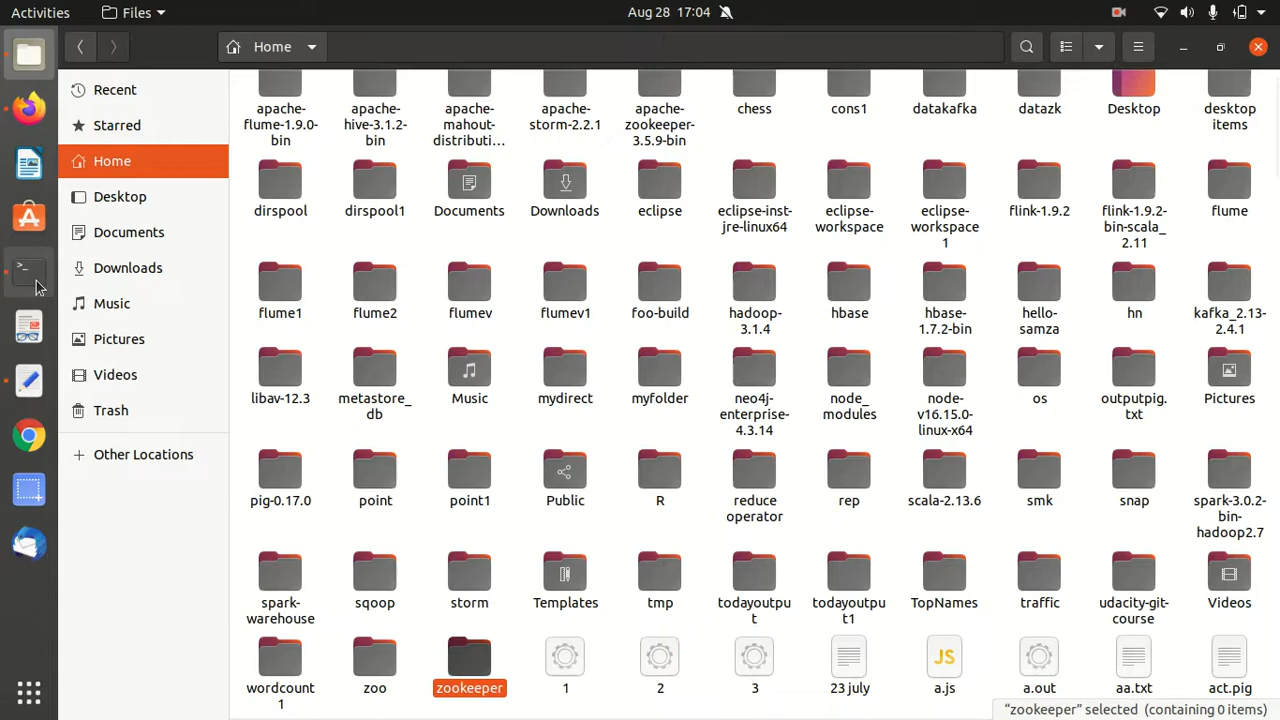 Activities
Files
Aug 28 17:04
Home
Recent
Starred
Home
Desktop
Documents
Downloads
Music
Pictures
Videos
Trash
+ Other Locations
apache-
flume-1.9.0-
bin
apache-
hive-3.1.2-
bin
apache-
mahout-
distributi...
apache-
storm-2.2.1
apache-
zookeeper-
3.5.9-bin
chess
cons1
datakafka
datazk
Desktop
desktop
items
dirspool
dirspool1
Documents
Downloads
eclipse
eclipse-inst-
jre-linux64
eclipse-
workspace
eclipse-
workspace
1
flink-1.9.2
flink-1.9.2-
bin-scala_
2.11
flume
flume1
flume2
flumev
flumev1
foo-build
hadoop-
3.1.4
hbase
hbase-
1.7.2-bin
hello-
samza
hn
kafka_2.13-
2.4.1
libav-12.3
metastore_
db
Music
mydirect
myfolder
neo4j-
enterprise-
4.3.14
node_
modules
node-
v16.15.0-
linux-x64
os
outputpig.
txt
Pictures
pig-0.17.0
point
point1
Public
R
reduce
operator
rep
scala-2.13.6
smk
snap
spark-3.0.2-
bin-
hadoop2.7
spark-
warehouse
sqoop
storm
Templates
tmp
todayoutpu
t
todayoutpu
t1
TopNames
traffic
udacity-git-
course
Videos
wordcount
1
zoo
zookeeper
1
2
3
23 july
JS
a.js
a.out
aa.txt
act.pig
"zookeeper" selected (containing 0 items)